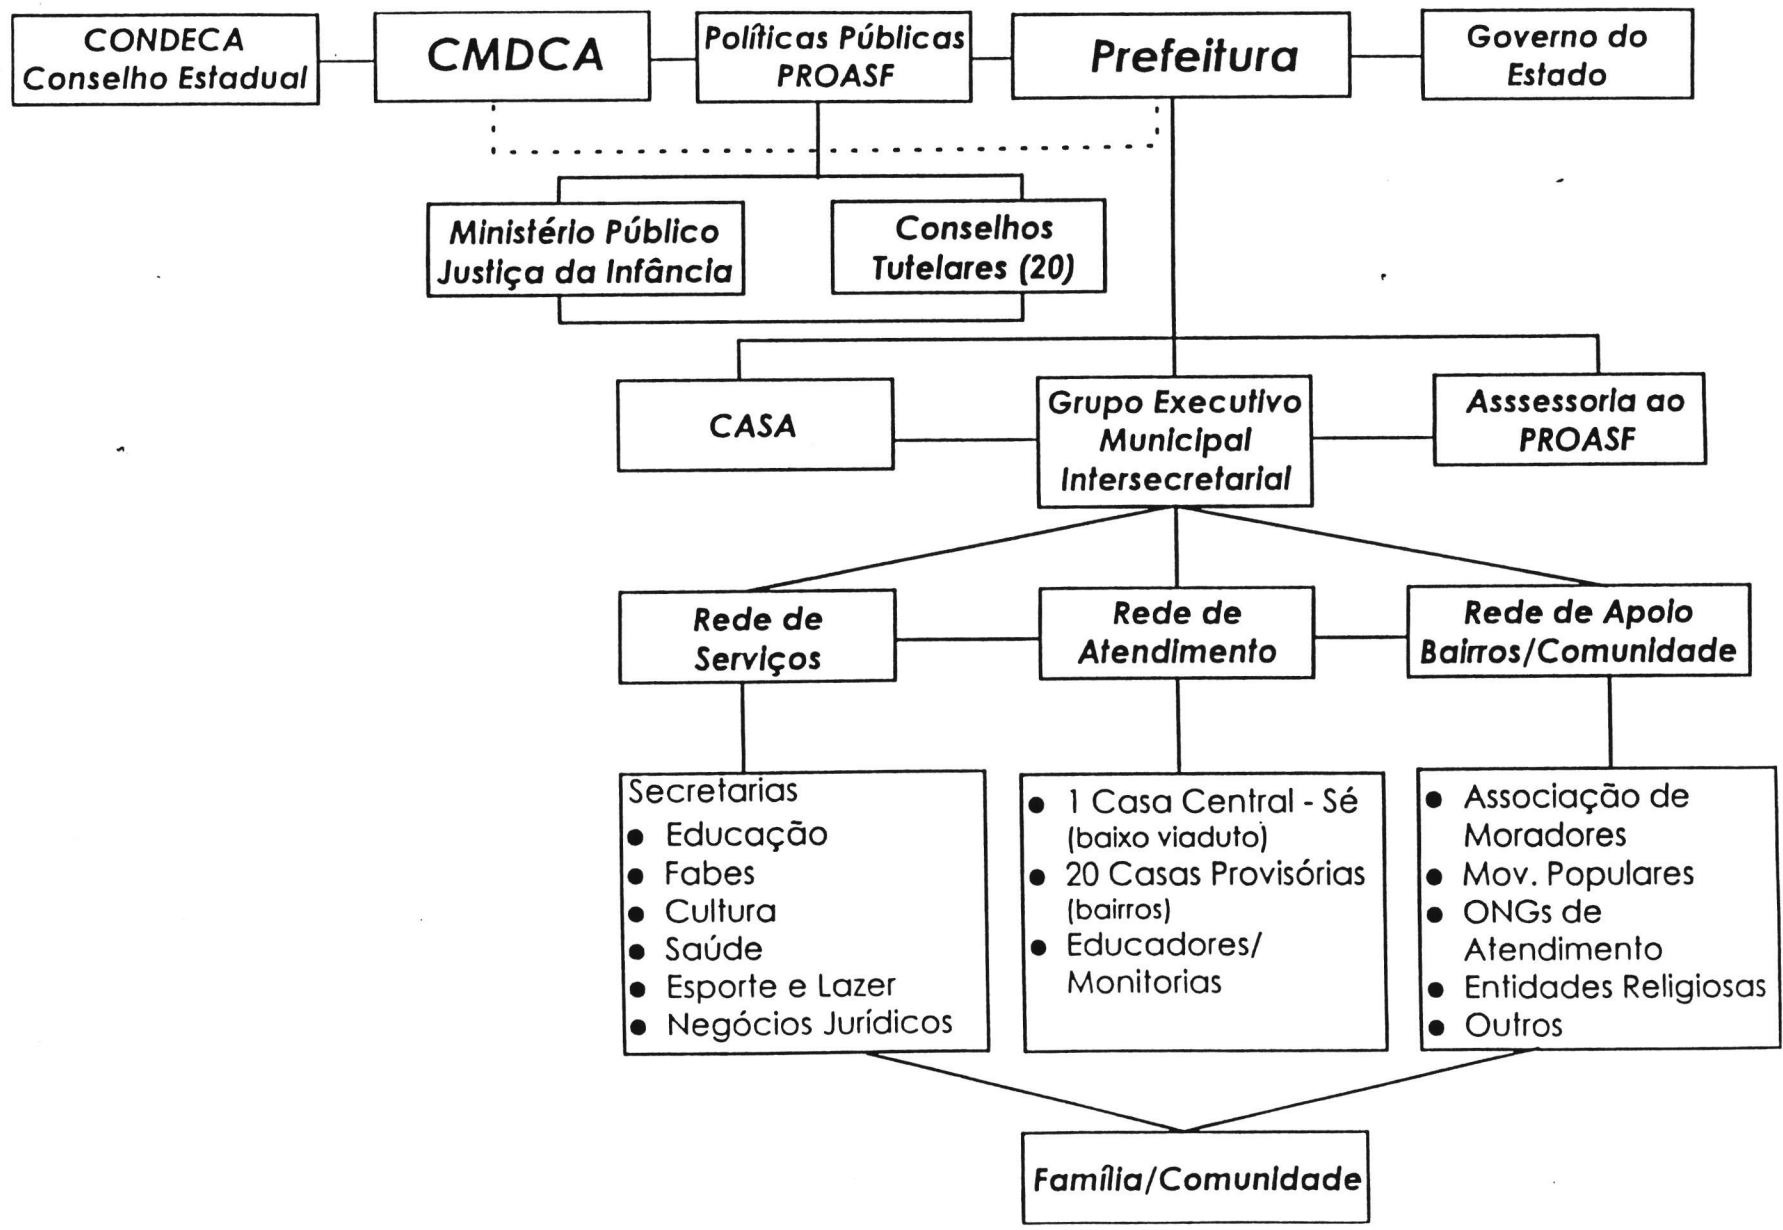 CONDECA
Conselho Estadual
CMDCA
Políticas Públicas
PROASF
Prefeitura
Governo do
Estado
Ministério Público
Justiça da Infância
Conselhos
Tutelares (20)
CASA
Grupo Executivo
Municipal
Intersecretarial
Asssessoria ao
PROASF
Rede de
Serviços
Rede de
Atendimento
Rede de Apoio
Bairros/Comunidade
Secretarias
● Educação
● Fabes
● Cultura
● Saúde
● Esporte e Lazer
● Negócios Jurídicos
● 1 Casa Central - Sé
(baixo viaduto)
● 20 Casas Provisórias
(bairros)
● Educadores/
Monitorias
● Associação de
Moradores
● Mov. Populares
● ONGs de
Atendimento
● Entidades Religiosas
● Outros
Família/Comunidade